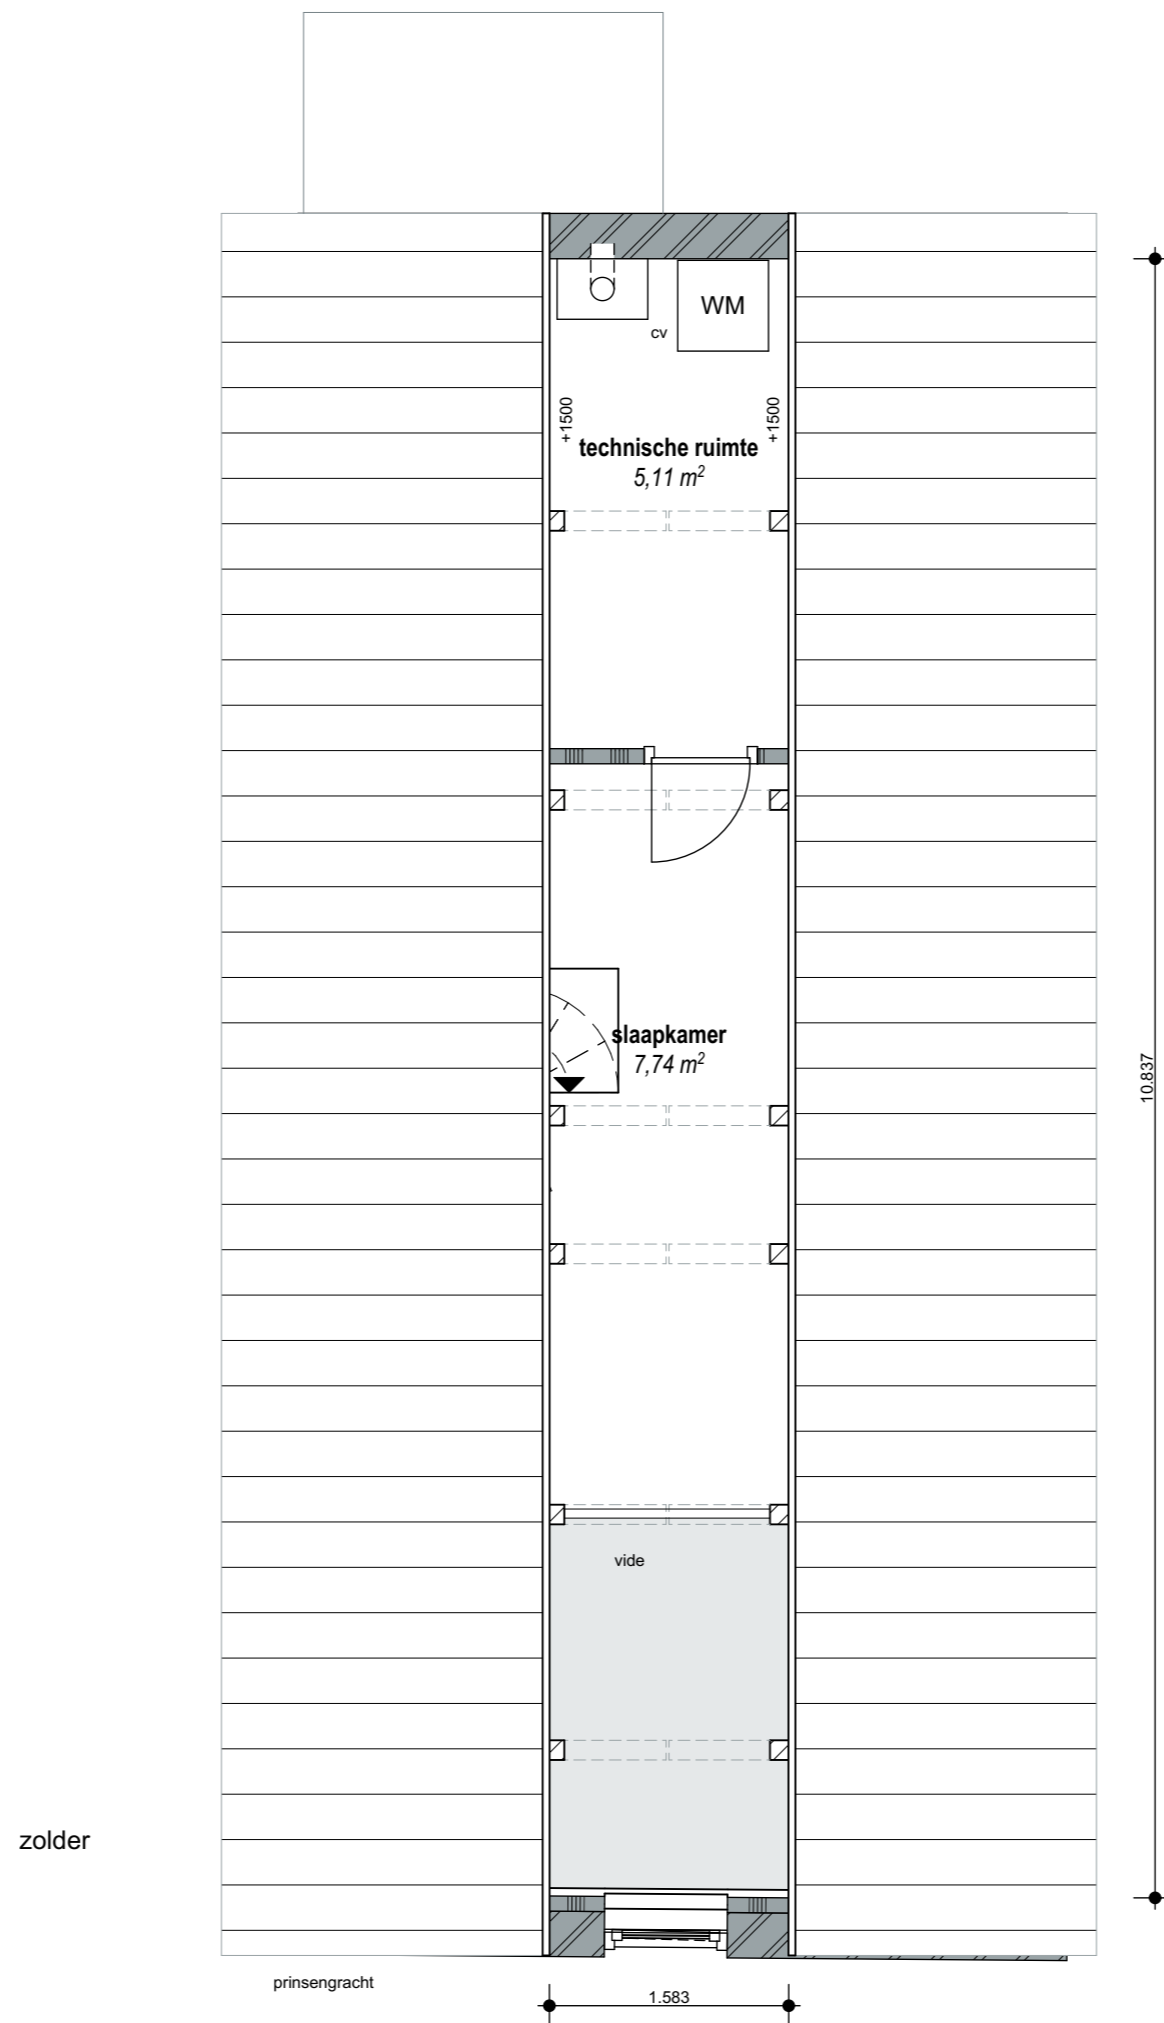 WM
cv
+1500
+1500
technische ruimte
5,11 m²
slaapkamer
7,74 m²
10.837
vide
zolder
prinsengracht
1.583